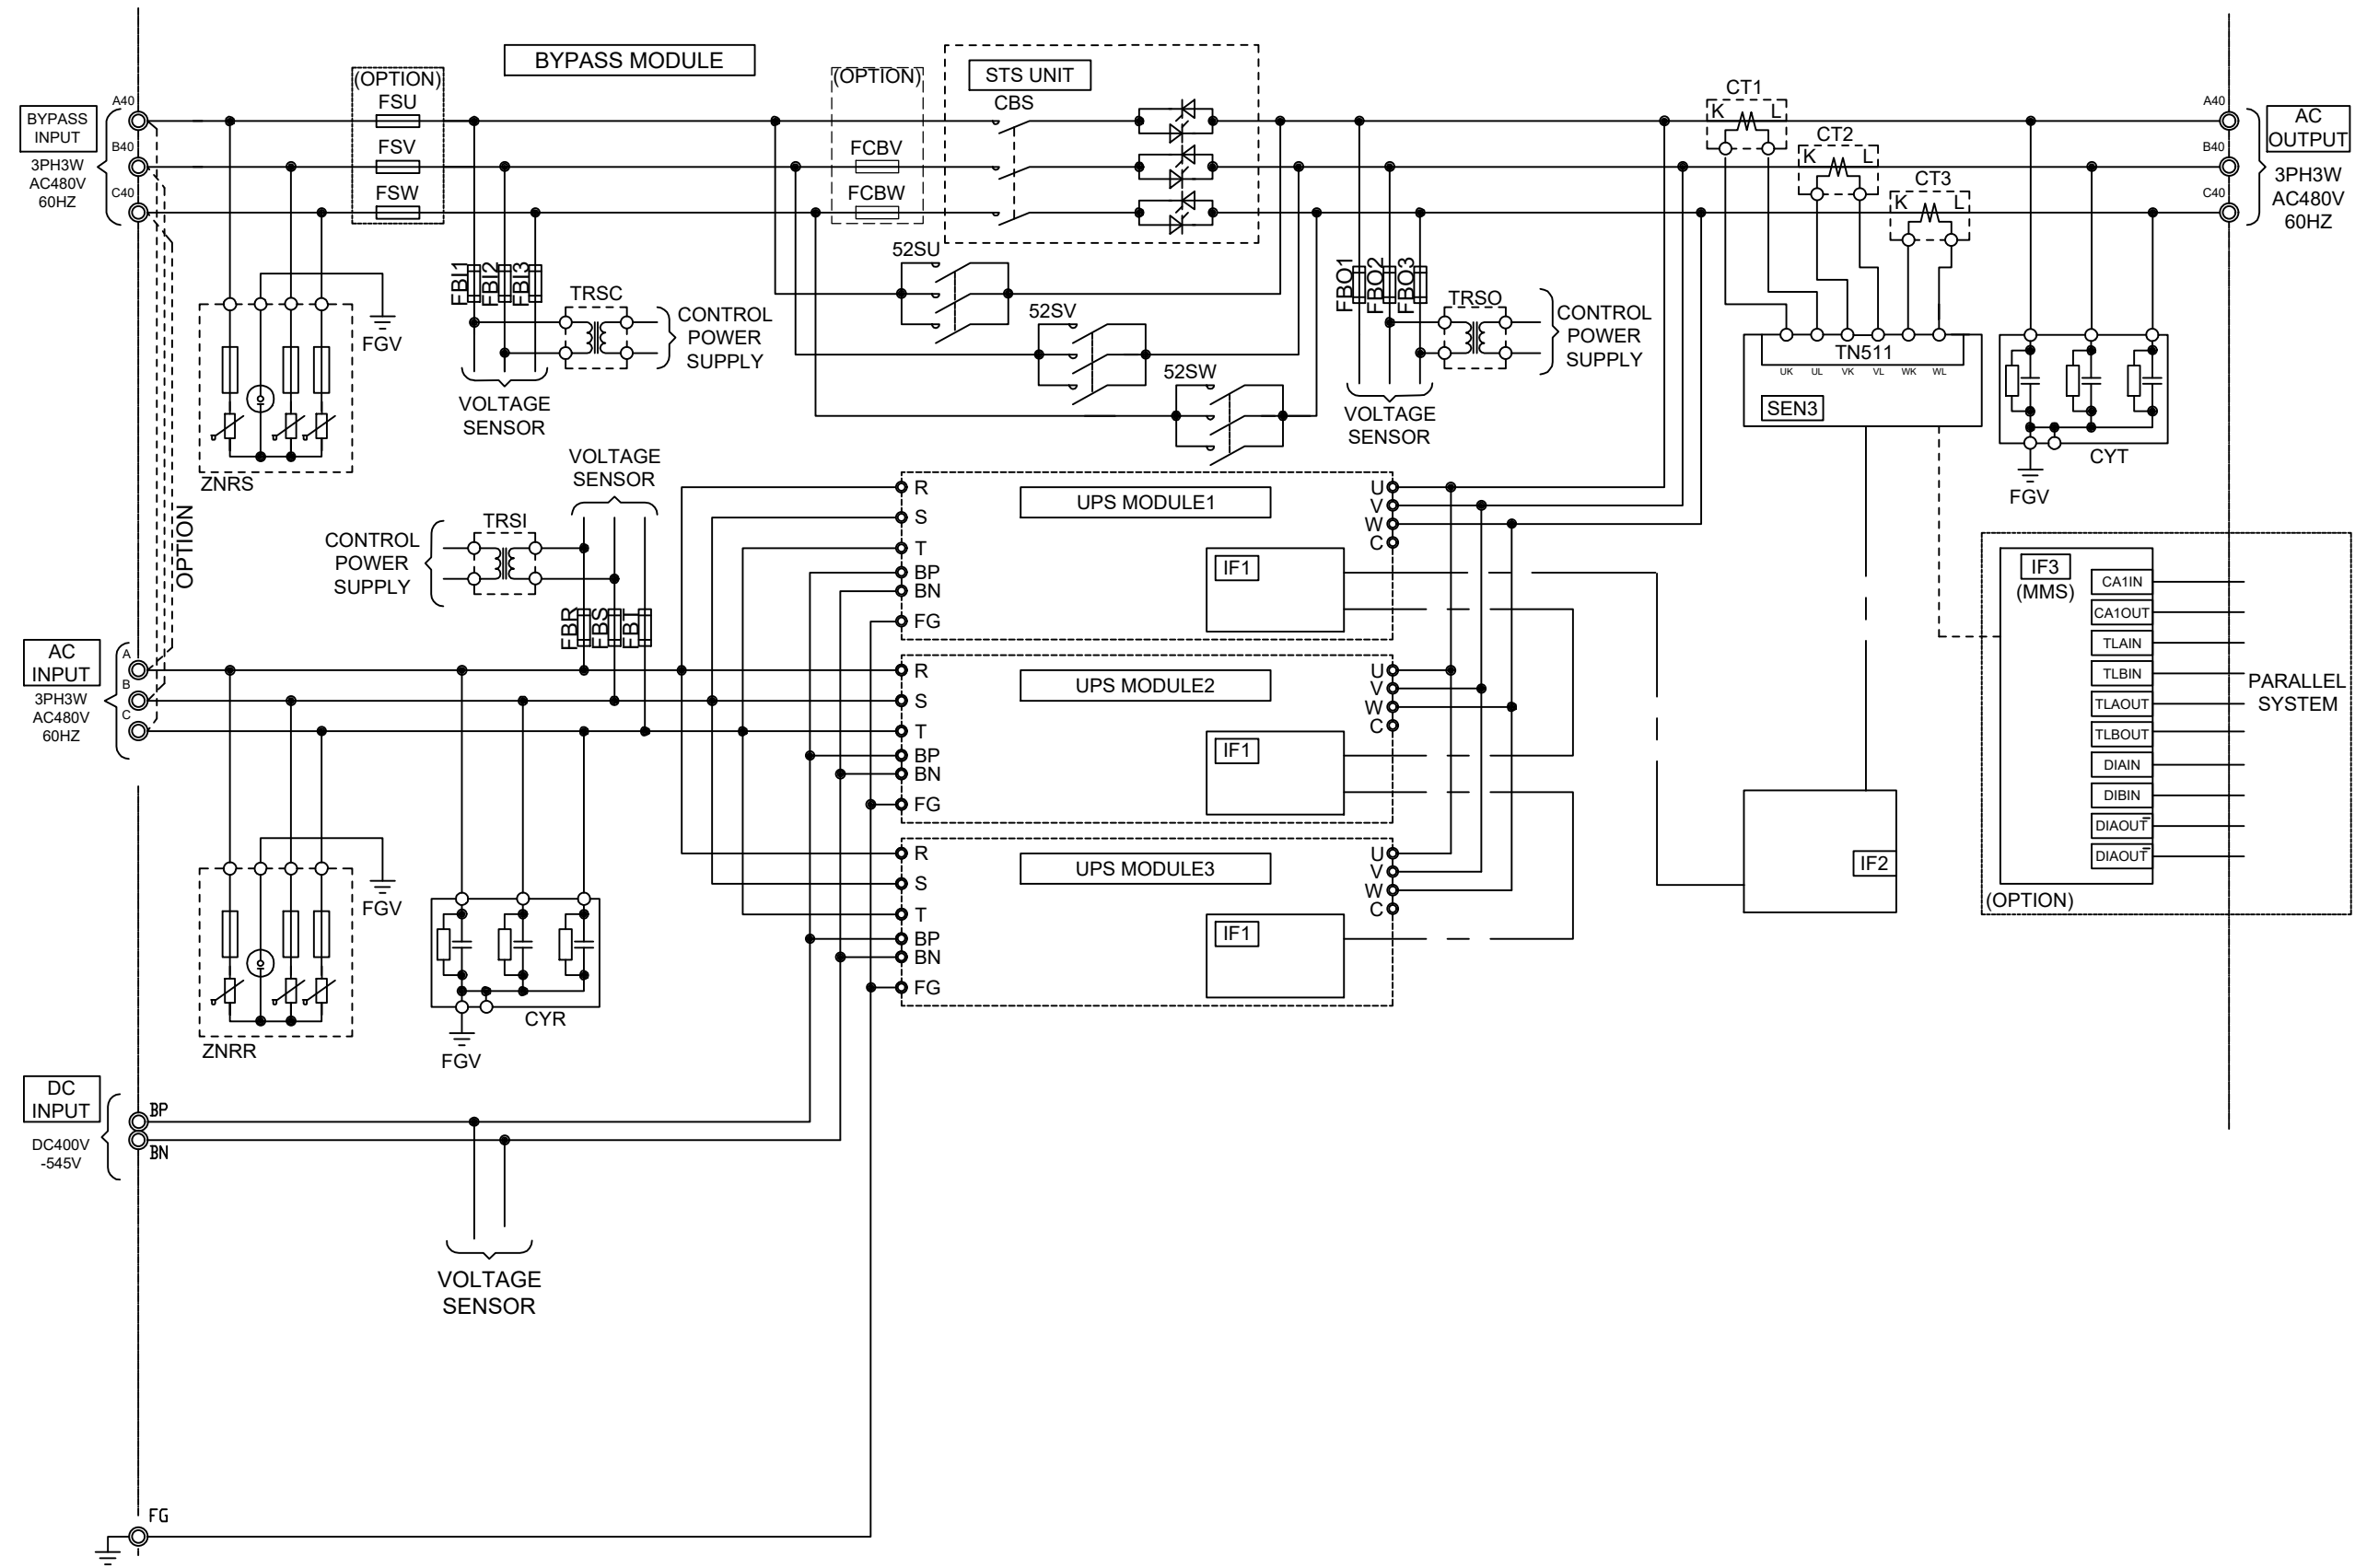 BYPASS MODULE
(OPTION)
FSU
FSV
FSW
(OPTION)
FCBV
FCBW
STS UNIT
CBS
A40
BYPASS
INPUT
B40
3PH3W
AC480V
60HZ
C40
CT1
K L
CT2
K L
CT3
K L
A40
AC
OUTPUT
B40
3PH3W
AC480V
60HZ
C40
52SU
52SV
52SW
FBI1
FBI2
FBI3
TRSC
CONTROL
POWER
SUPPLY
VOLTAGE
SENSOR
FGV
ZNRS
FBO1
FBO2
FBO3
TRSO
CONTROL
POWER
SUPPLY
VOLTAGE
SENSOR
TN511
UK UL VK VL WK WL
SEN3
CYT
FGV
OPTION
VOLTAGE
SENSOR
TRSI
CONTROL
POWER
SUPPLY
FBR
FBS
FBT
AC
INPUT
3PH3W
AC480V
60HZ
A
B
C
R
S
T
BP
BN
FG
UPS MODULE1
IF1
U
V
W
C
R
S
T
BP
BN
FG
UPS MODULE2
IF1
U
V
W
C
R
S
T
BP
BN
FG
UPS MODULE3
IF1
U
V
W
C
IF2
IF3
(MMS)
CA1IN
CA1OUT
TLAIN
TLBIN
TLAOUT
TLBOUT
DIAIN
DIBIN
DIAOUT
DIAOUT
(OPTION)
PARALLEL
SYSTEM
FGV
ZNRR
CYR
FGV
DC
INPUT
DC400V
-545V
BP
BN
VOLTAGE
SENSOR
FG